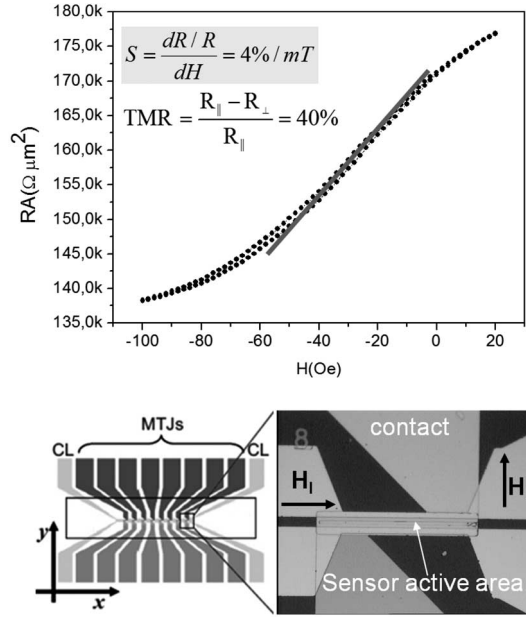 180,0k
175,0k
170,0k
165,0k
160,0k
155,0k
150,0k
145,0k
140,0k
135,0k
RA(Ω μm²)
S = dR / R / dH = 4% / mT
TMR = R∥ − R⊥ / R∥ = 40%
-100 -80 -60 -40 -20 0 20
H(Oe)
MTJs
CL CL
y
x
8
contact
H_I
H
Sensor active area